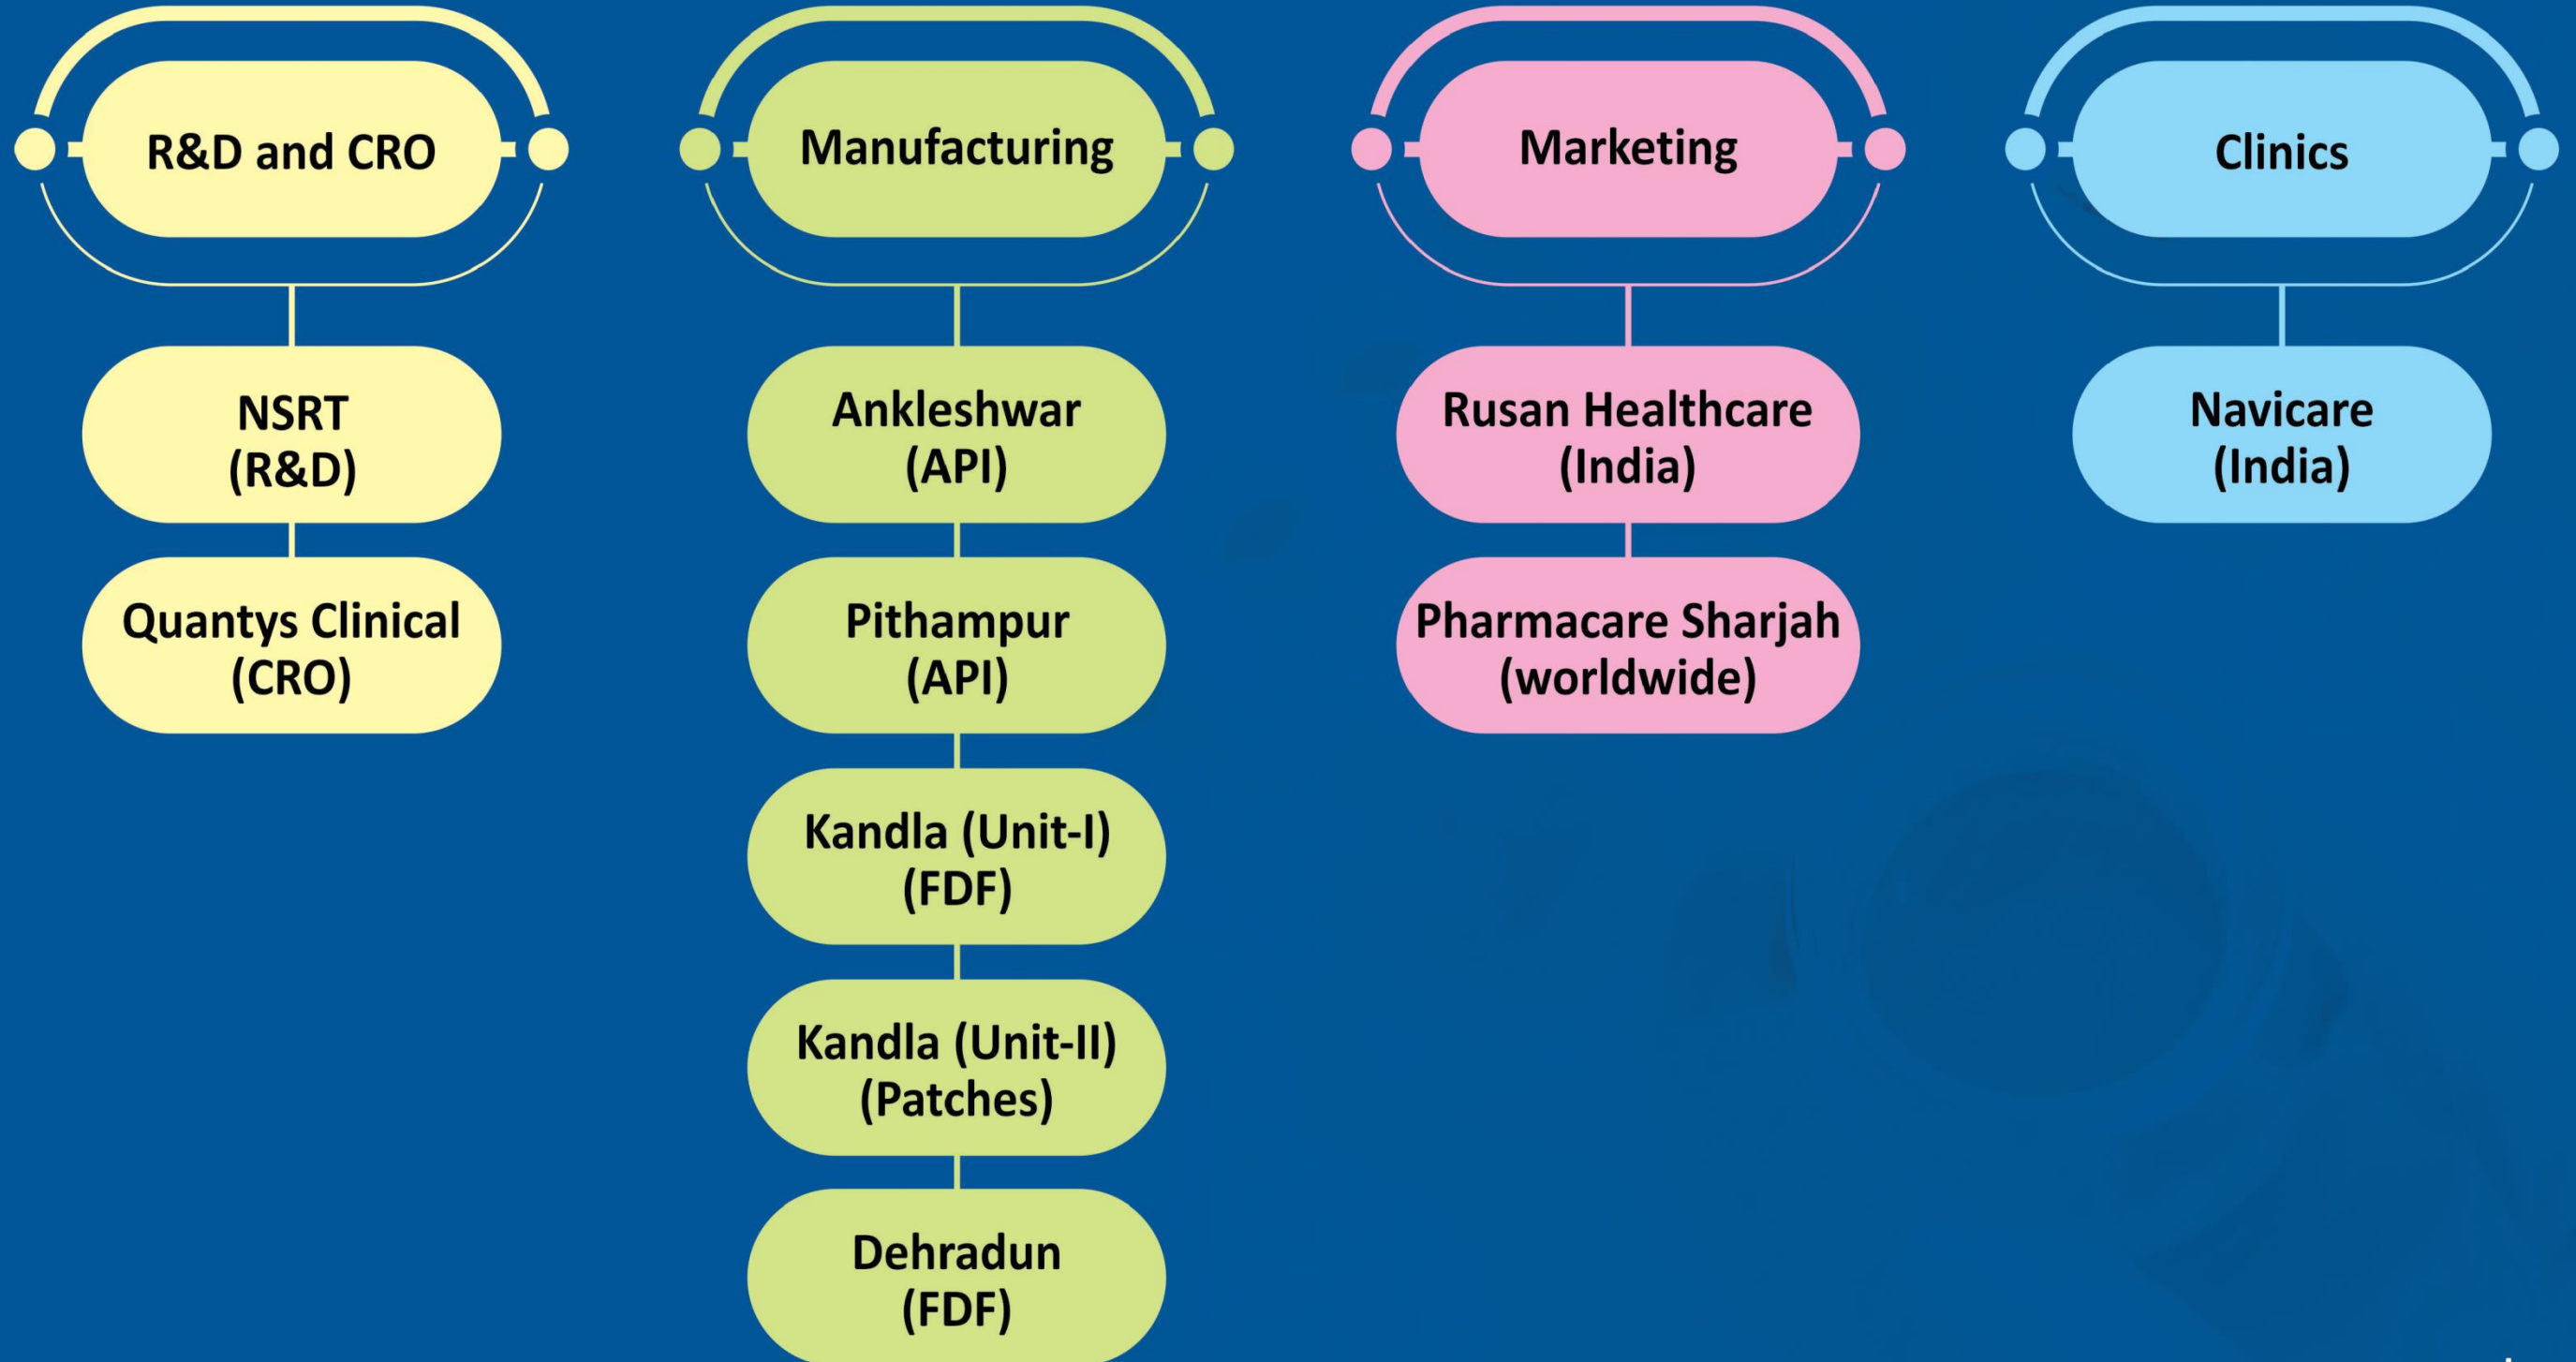 R&D and CRO
NSRT
(R&D)
Quantys Clinical
(CRO)
Manufacturing
Ankleshwar
(API)
Pithampur
(API)
Kandla (Unit-I)
(FDF)
Kandla (Unit-II)
(Patches)
Dehradun
(FDF)
Marketing
Rusan Healthcare
(India)
Pharmacare Sharjah
(worldwide)
Clinics
Navicare
(India)